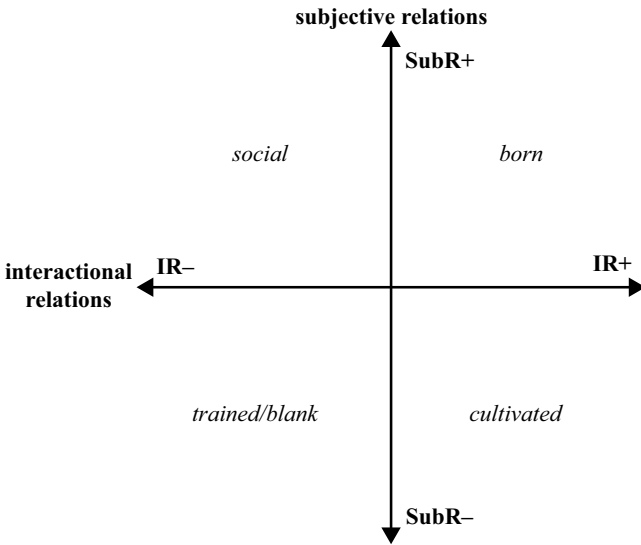 subjective relations
SubR+
social
born
interactional
relations
IR–
IR+
trained/blank
cultivated
SubR–